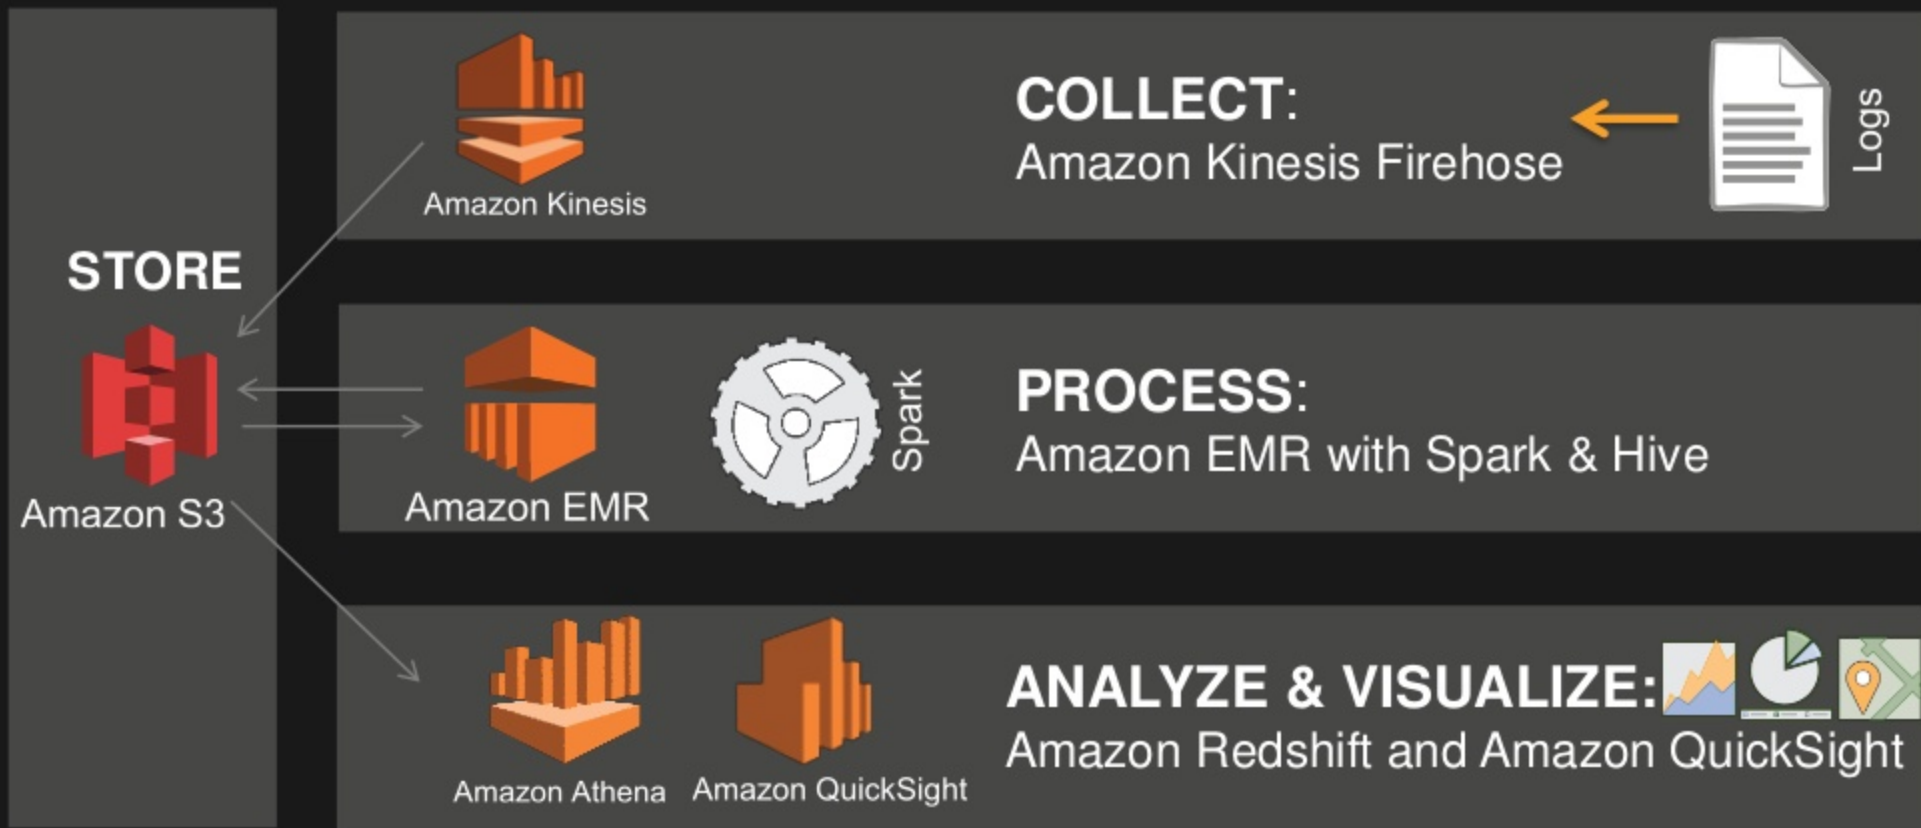 STORE
Amazon S3
Amazon Kinesis
COLLECT:
Amazon Kinesis Firehose
Logs
Amazon EMR
Spark
PROCESS:
Amazon EMR with Spark & Hive
Amazon Athena
Amazon QuickSight
ANALYZE & VISUALIZE:
Amazon Redshift and Amazon QuickSight